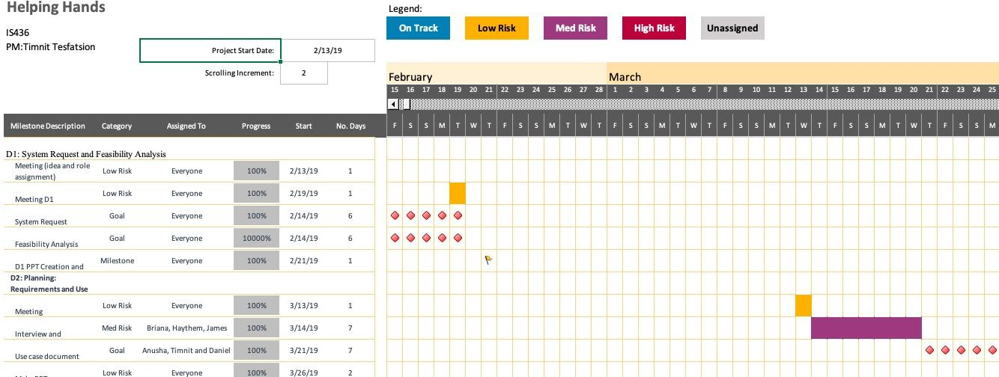 Helping Hands
IS436
PM:Timnit Tesfatsion
Project Start Date: 2/13/19
Scrolling Increment: 2
Legend:
On Track Low Risk Med Risk High Risk Unassigned
February March
15 16 17 18 19 20 21 22 23 24 25 26 27 28 1 2 3 4 5 6 7 8 9 10 11 12 13 14 15 16 17 18 19 20 21 22 23 24 25
Milestone Description Category Assigned To Progress Start No. Days F S S M T W T F S S M T W T F S S M T W T F S S M T W T F S S M T W T F S S M
D1: System Request and Feasibility Analysis
Meeting (idea and role
assignment) Low Risk Everyone 100% 2/13/19 1
Meeting D1 Low Risk Everyone 100% 2/19/19 1
System Request Goal Everyone 100% 2/14/19 6
Feasibility Analysis Goal Everyone 10000% 2/14/19 6
D1 PPT Creation and Milestone Everyone 100% 2/21/19 1
D2: Planning:
Requirements and Use
Meeting Low Risk Everyone 100% 3/13/19 1
Interview and Med Risk Briana, Haythem, James 100% 3/14/19 7
Use case document Goal Anusha, Timnit and Daniel 100% 3/21/19 7
Low Risk Everyone 100% 3/26/19 2